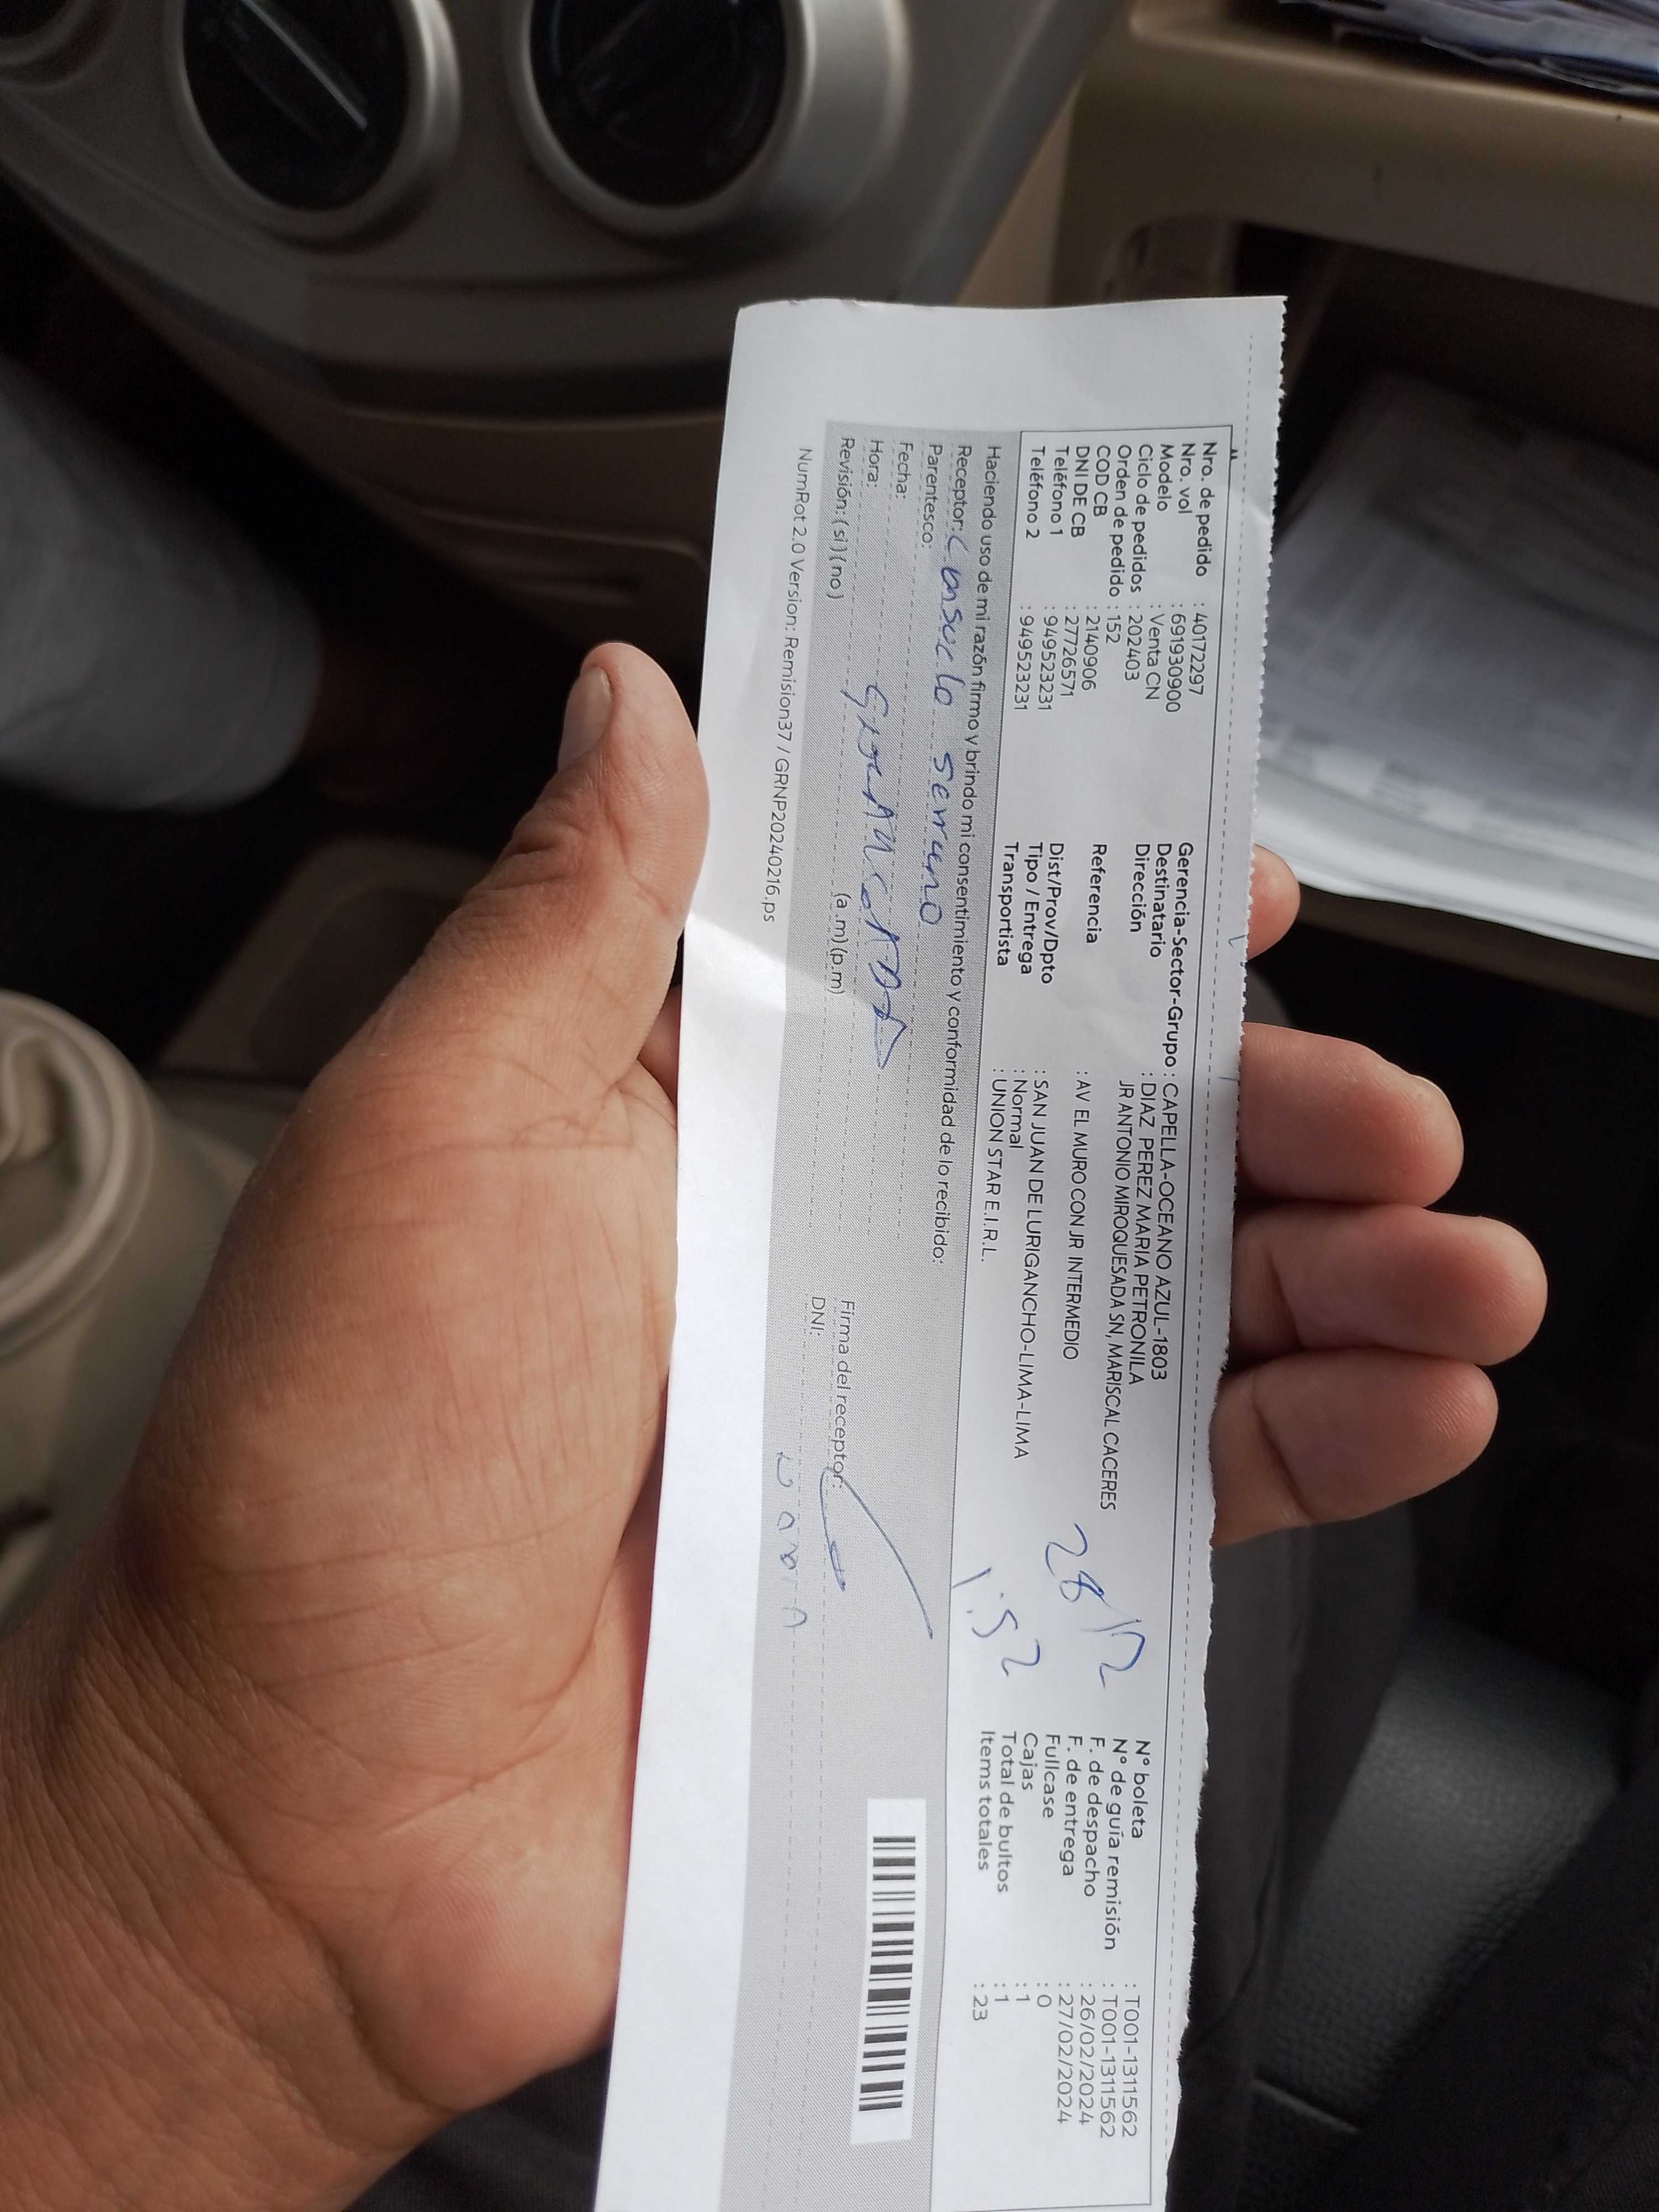 Nro. de pedido : 40172297
Nro. vol : 691930900
Modelo : Venta CN
Ciclo de pedidos : 202403
Orden de pedido : 152
COD CB : 2140906
DNI DE CB : 27726571
Teléfono 1 : 949523231
Teléfono 2 : 949523231
Gerencia-Sector-Grupo : CAPELLA-OCEANO AZUL-1803
Destinatario : DIAZ PEREZ MARIA PETRONILA
Dirección JR ANTONIO MIROQUESADA SN, MARISCAL CACERES
Referencia : AV EL MURO CON JR INTERMEDIO
Dist/Prov/Dpto : SAN JUAN DE LURIGANCHO-LIMA-LIMA
Tipo / Entrega : Normal
Transportista : UNION STAR E.I.R.L.
28/12
1:52
N° boleta : T001-1311562
N° de guía remisión : T001-1311562
F. de despacho : 26/02/2024
F. de entrega : 27/02/2024
Fullcase : 0
Cajas : 1
Total de bultos : 1
Items totales : 23
Haciendo uso de mi razón firmo y brindo mi consentimiento y conformidad de lo recibido:
Receptor: Consuelo serrano
Parentesco:
Fecha:
Hora: (a.m)(p.m)
Revisión: (si) (no)
Firma del receptor:
DNI:
NumRot 2.0 Version: Remision37 / GRNP20240216.ps